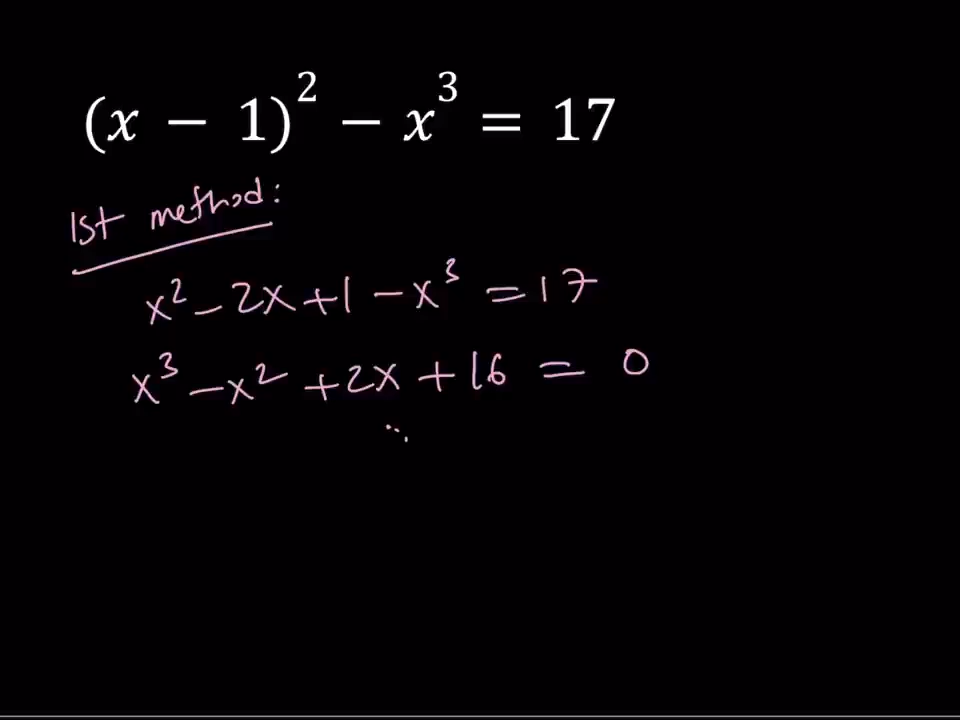 (x − 1)² − x³ = 17
1st method:
x² − 2x + 1 − x³ = 17
x³ − x² + 2x + 16 = 0